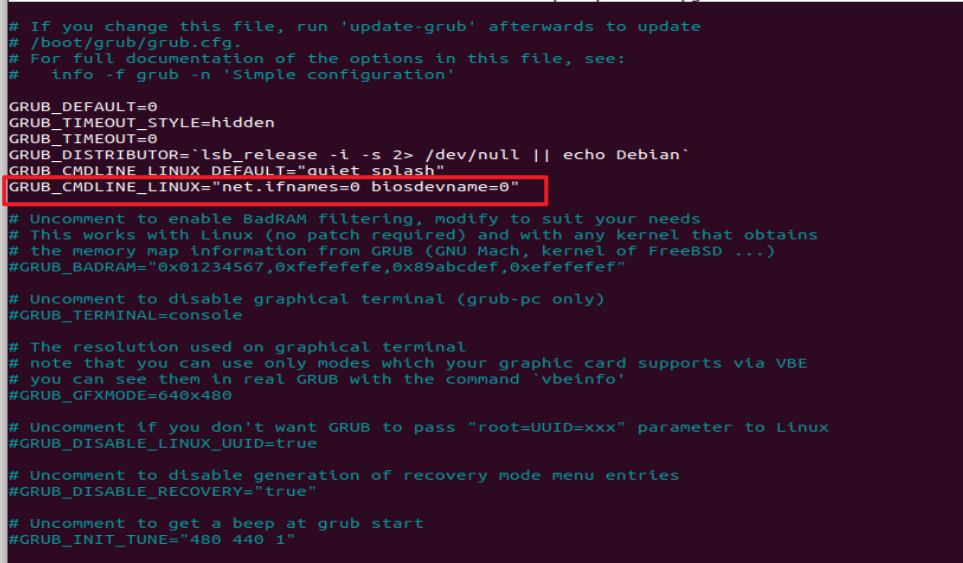 # If you change this file, run 'update-grub' afterwards to update
# /boot/grub/grub.cfg.
# For full documentation of the options in this file, see:
#   info -f grub -n 'Simple configuration'
GRUB_DEFAULT=0
GRUB_TIMEOUT_STYLE=hidden
GRUB_TIMEOUT=0
GRUB_DISTRIBUTOR=`lsb_release -i -s 2> /dev/null || echo Debian`
GRUB_CMDLINE_LINUX_DEFAULT="quiet splash"
GRUB_CMDLINE_LINUX="net.ifnames=0 biosdevname=0"
# Uncomment to enable BadRAM filtering, modify to suit your needs
# This works with Linux (no patch required) and with any kernel that obtains
# the memory map information from GRUB (GNU Mach, kernel of FreeBSD ...)
#GRUB_BADRAM="0x01234567,0xfefefefe,0x89abcdef,0xefefefef"
# Uncomment to disable graphical terminal (grub-pc only)
#GRUB_TERMINAL=console
# The resolution used on graphical terminal
# note that you can use only modes which your graphic card supports via VBE
# you can see them in real GRUB with the command `vbeinfo'
#GRUB_GFXMODE=640x480
# Uncomment if you don't want GRUB to pass "root=UUID=xxx" parameter to Linux
#GRUB_DISABLE_LINUX_UUID=true
# Uncomment to disable generation of recovery mode menu entries
#GRUB_DISABLE_RECOVERY="true"
# Uncomment to get a beep at grub start
#GRUB_INIT_TUNE="480 440 1"